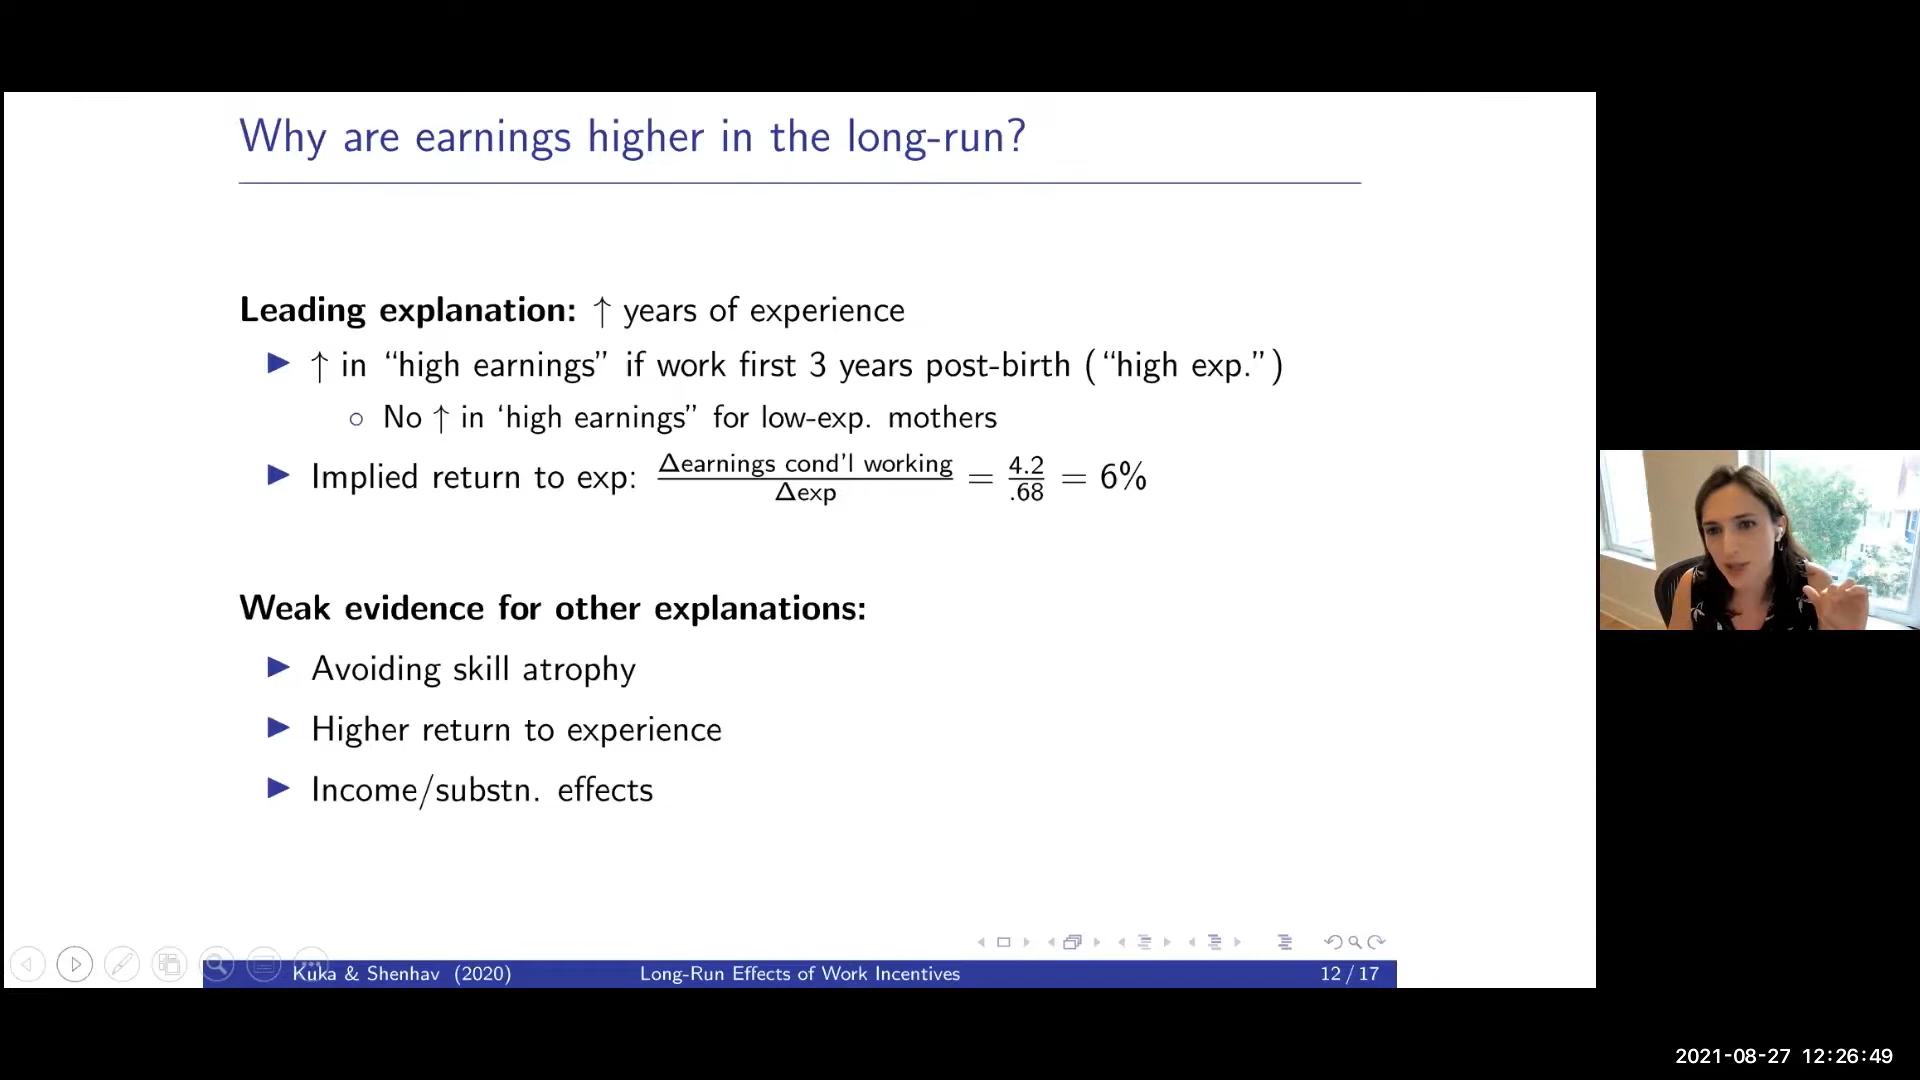 Why are earnings higher in the long-run?
Leading explanation: ↑ years of experience
↑ in “high earnings” if work first 3 years post-birth (“high exp.”)
No ↑ in ‘high earnings” for low-exp. mothers
Implied return to exp: Δearnings cond’l working / Δexp = 4.2 / .68 = 6%
Weak evidence for other explanations:
Avoiding skill atrophy
Higher return to experience
Income/substn. effects
Kuka & Shenhav (2020) Long-Run Effects of Work Incentives 12 / 17
2021-08-27 12:26:49